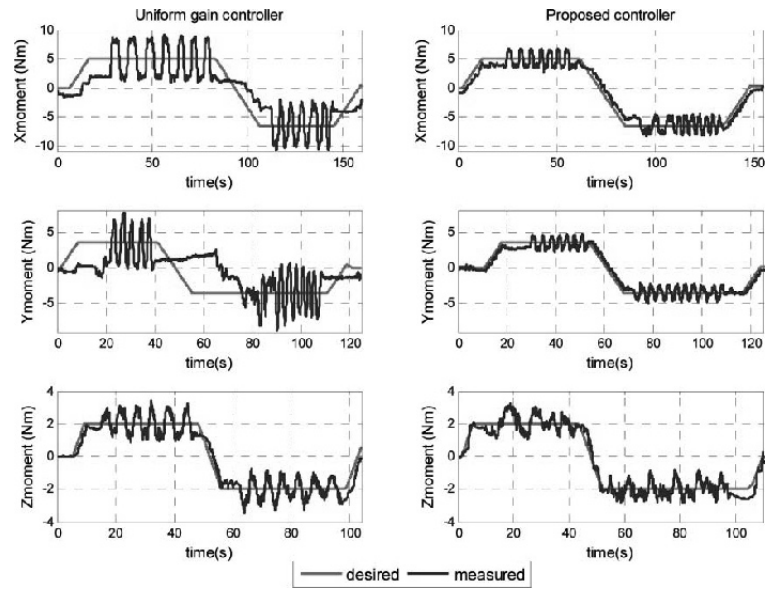 Uniform gain controller
Proposed controller
10
5
0
-5
-10
Xmoment (Nm)
0 50 100 150
time(s)
10
5
0
-5
-10
Xmoment (Nm)
0 50 100 150
time(s)
5
0
-5
Ymoment (Nm)
0 20 40 60 80 100 120
time(s)
5
0
-5
Ymoment (Nm)
0 20 40 60 80 100 120
time(s)
4
2
0
-2
-4
Zmoment (Nm)
0 20 40 60 80 100
time(s)
4
2
0
-2
-4
Zmoment (Nm)
0 20 40 60 80 100
time(s)
desired measured